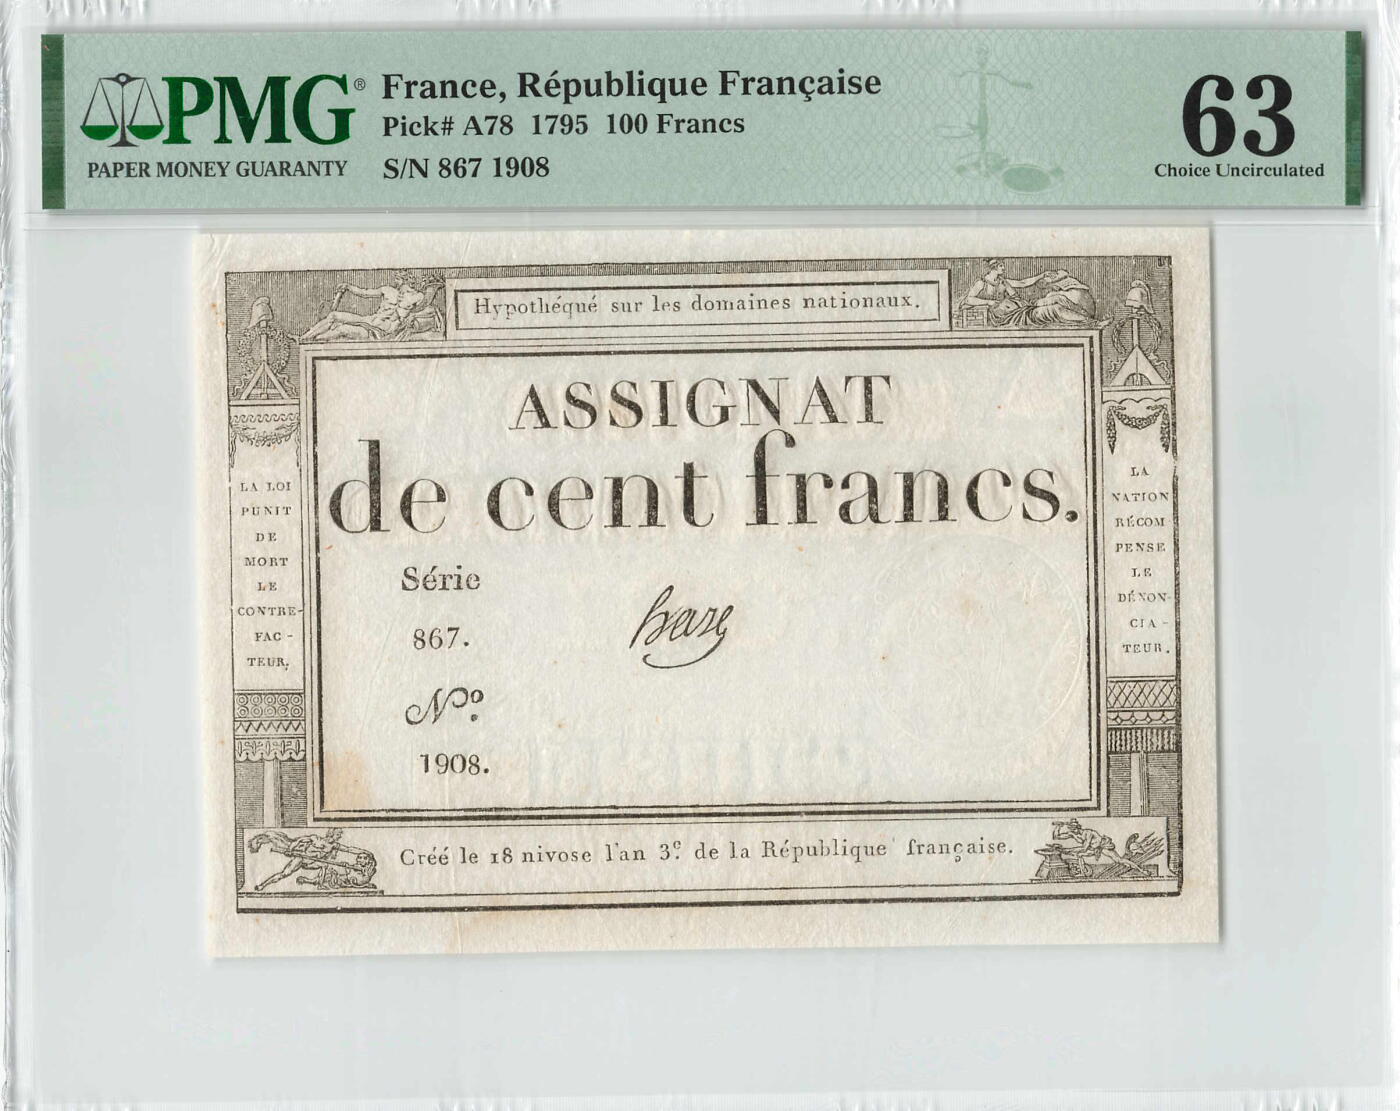 PMG®
PAPER MONEY GUARANTY
France, République Française
Pick# A78 1795 100 Francs
S/N 867 1908
63
Choice Uncirculated
Hypothéqué sur les domaines nationaux.
ASSIGNAT
de cent francs.
LA LOI
PUNIT
DE
MORT
LE
CONTRE-
FAC-
TEUR.
Série
867.
Nº.
1908.
LA
NATION
RÉCOM
PENSE
LE
DÉNON-
CIA-
TEUR.
Créé le 18 nivose l'an 3e. de la République française.